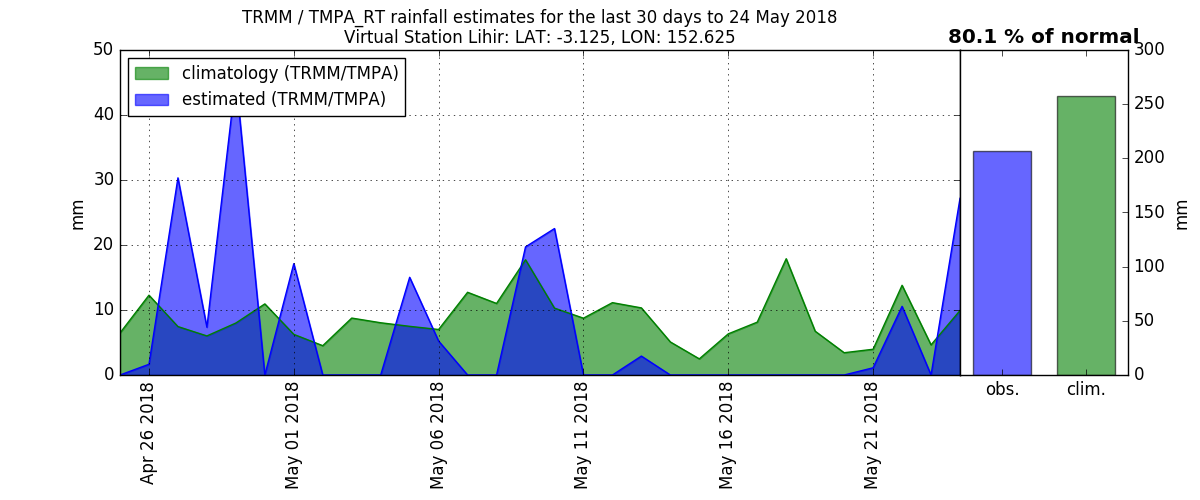 TRMM / TMPA_RT rainfall estimates for the last 30 days to 24 May 2018
Virtual Station Lihir: LAT: -3.125, LON: 152.625
80.1 % of normal
climatology (TRMM/TMPA)
estimated (TRMM/TMPA)
50
40
30
20
10
0
mm
Apr 26 2018
May 01 2018
May 06 2018
May 11 2018
May 16 2018
May 21 2018
obs.
clim.
300
250
200
150
100
50
0
mm